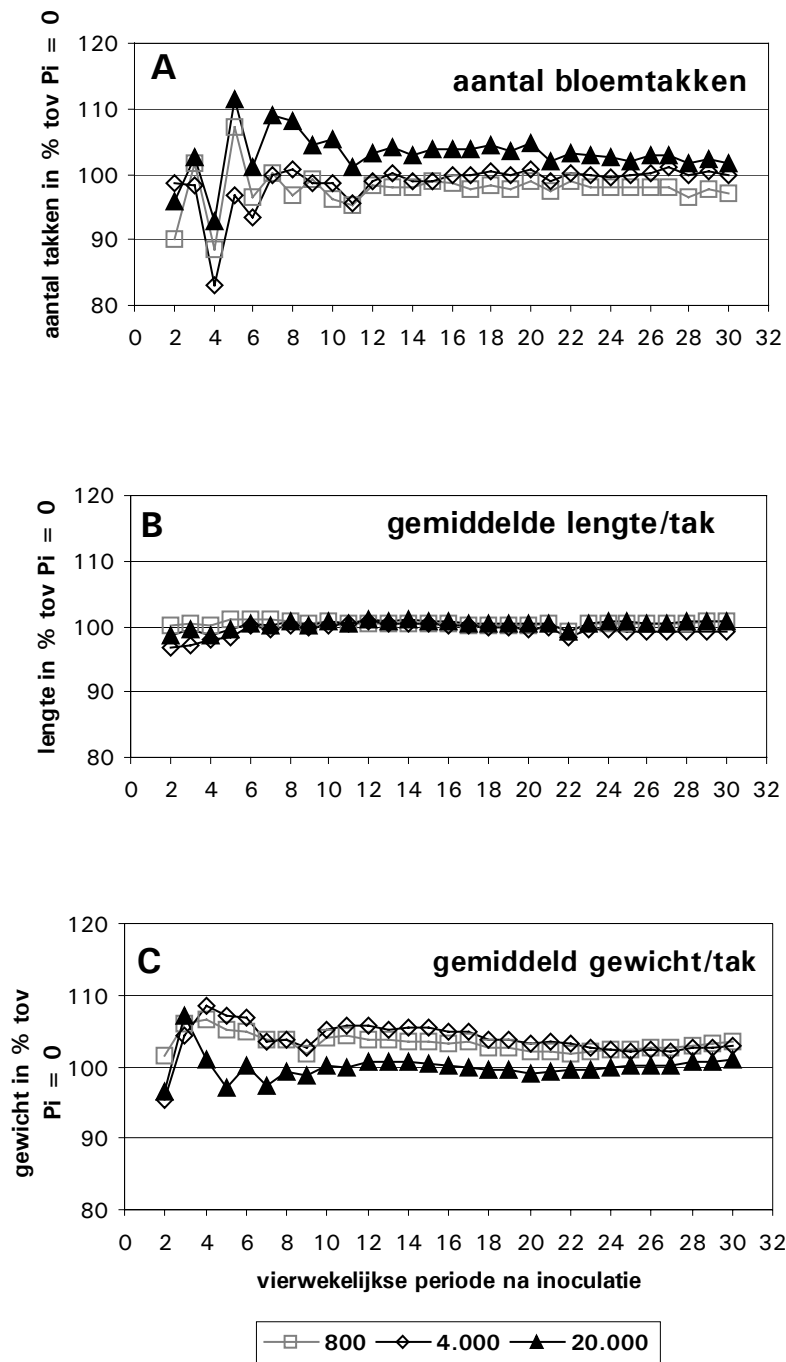 A
aantal bloemtakken
aantal takken in % tov Pi = 0
120
110
100
90
80
0 2 4 6 8 10 12 14 16 18 20 22 24 26 28 30 32
B
gemiddelde lengte/tak
lengte in % tov Pi = 0
120
110
100
90
80
0 2 4 6 8 10 12 14 16 18 20 22 24 26 28 30 32
C
gemiddeld gewicht/tak
gewicht in % tov
Pi = 0
120
110
100
90
80
0 2 4 6 8 10 12 14 16 18 20 22 24 26 28 30 32
vierwekelijkse periode na inoculatie
800 4.000 20.000